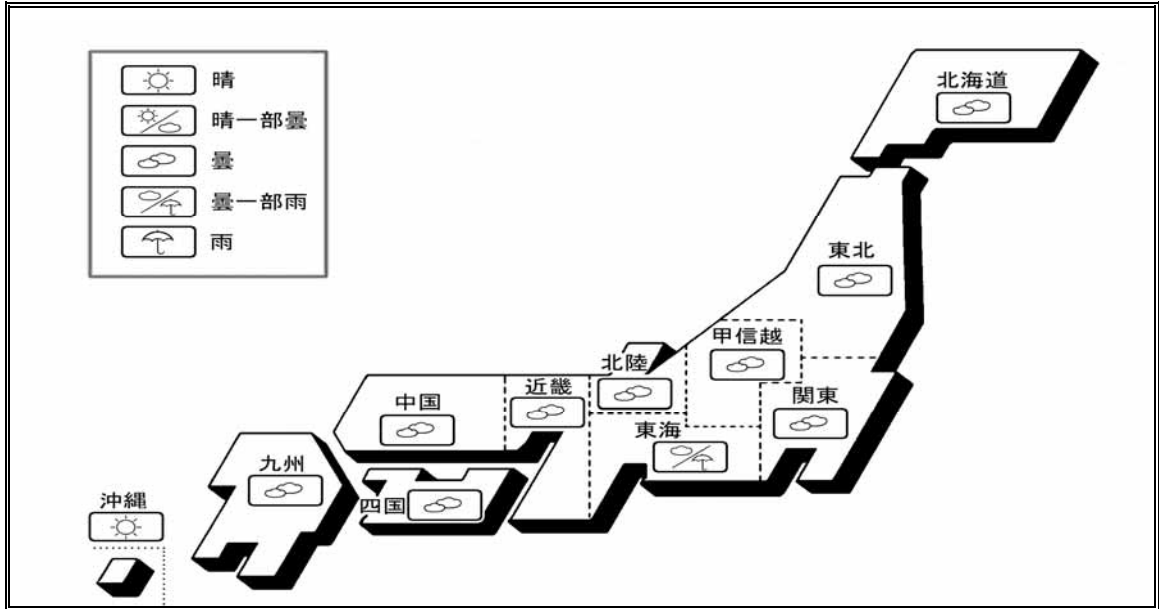 晴
晴一部曇
曇
曇一部雨
雨
北海道
東北
甲信越
北陸
関東
近畿
中国
東海
九州
四国
沖縄